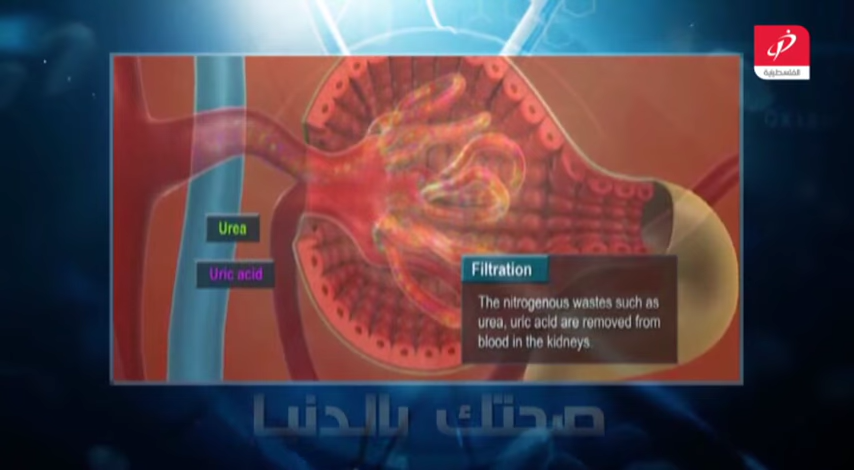 الفلسطينية
Urea
Uric acid
Filtration
The nitrogenous wastes such as
urea, uric acid are removed from
blood in the kidneys
صحتك بالدنيا